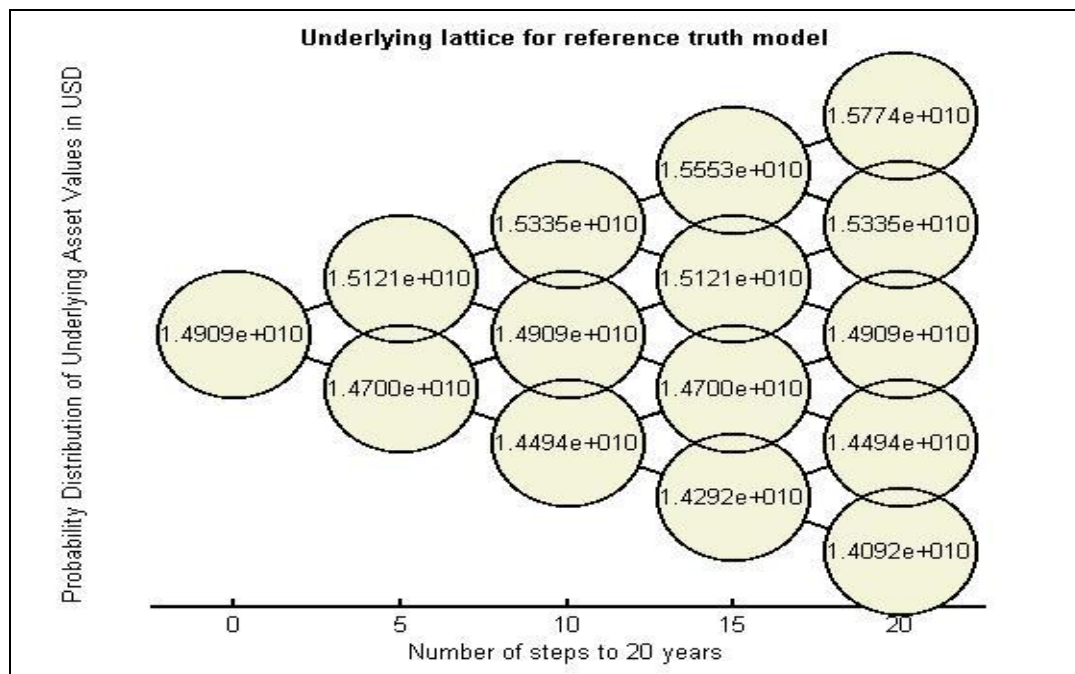 Underlying lattice for reference truth model
Probability Distribution of Underlying Asset Values in USD
1.5774e+010
1.5553e+010
1.5335e+010
1.5335e+010
1.5121e+010
1.5121e+010
1.4909e+010
1.4909e+010
1.4909e+010
1.4700e+010
1.4700e+010
1.4494e+010
1.4494e+010
1.4292e+010
1.4092e+010
0 5 10 15 20
Number of steps to 20 years